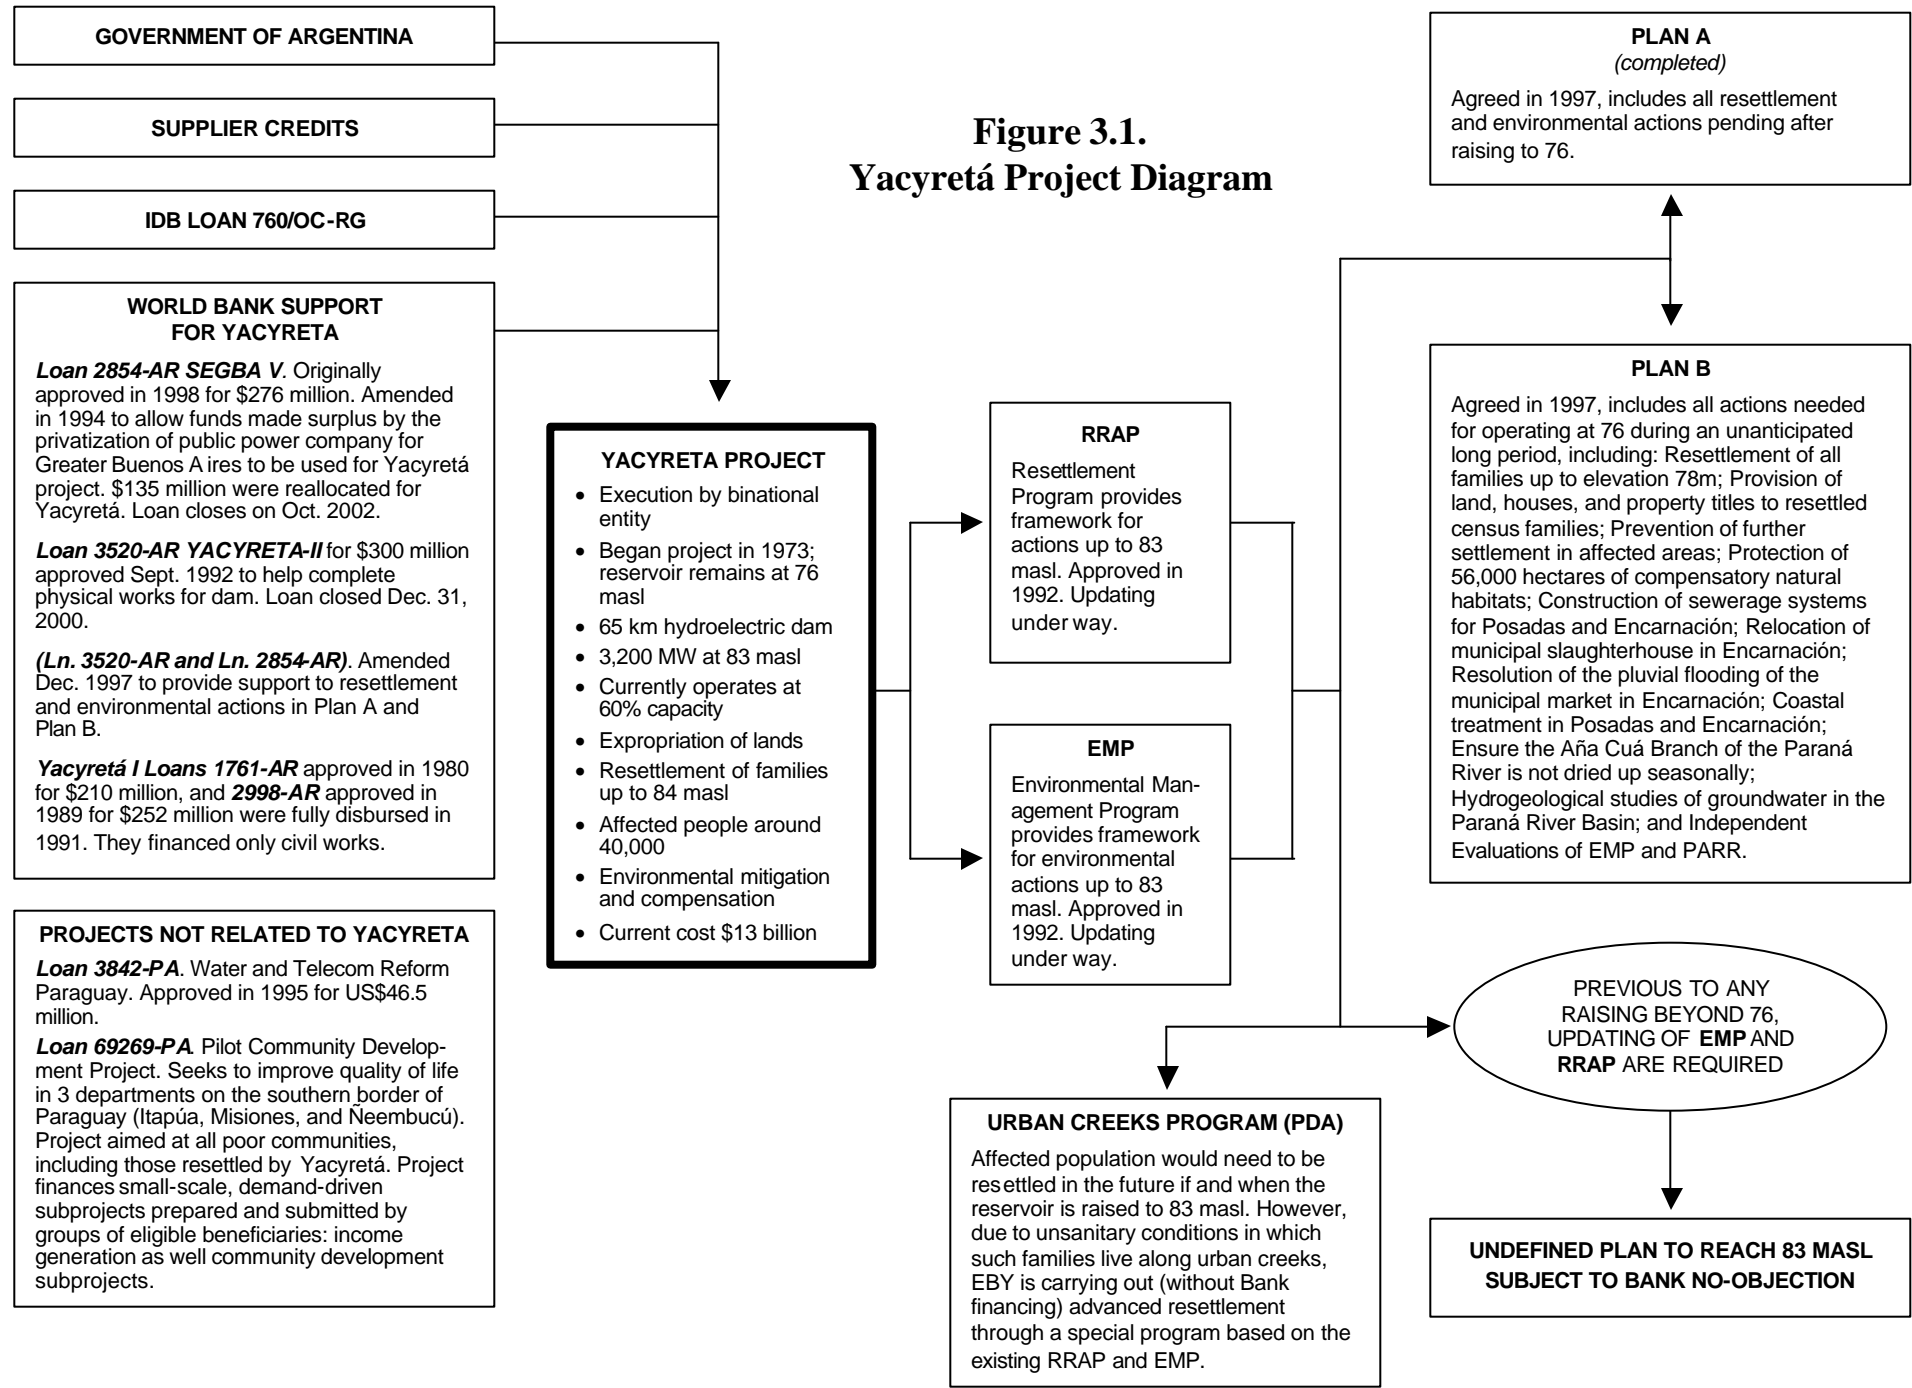 GOVERNMENT OF ARGENTINA
SUPPLIER CREDITS
IDB LOAN 760/OC-RG
WORLD BANK SUPPORT
FOR YACYRETA
Loan 2854-AR SEGBA V. Originally
approved in 1998 for $276 million. Amended
in 1994 to allow funds made surplus by the
privatization of public power company for
Greater Buenos Aires to be used for Yacyretá
project. $135 million were reallocated for
Yacyretá. Loan closes on Oct. 2002.
Loan 3520-AR YACYRETA-II for $300 million
approved Sept. 1992 to help complete
physical works for dam. Loan closed Dec. 31,
2000.
(Ln. 3520-AR and Ln. 2854-AR). Amended
Dec. 1997 to provide support to resettlement
and environmental actions in Plan A and
Plan B.
Yacyretá I Loans 1761-AR approved in 1980
for $210 million, and 2998-AR approved in
1989 for $252 million were fully disbursed in
1991. They financed only civil works.
PROJECTS NOT RELATED TO YACYRETA
Loan 3842-PA. Water and Telecom Reform
Paraguay. Approved in 1995 for US$46.5
million.
Loan 69269-PA. Pilot Community Develop-
ment Project. Seeks to improve quality of life
in 3 departments on the southern border of
Paraguay (Itapúa, Misiones, and Ñeembucú).
Project aimed at all poor communities,
including those resettled by Yacyretá. Project
finances small-scale, demand-driven
subprojects prepared and submitted by
groups of eligible beneficiaries: income
generation as well community development
subprojects.
Figure 3.1.
Yacyretá Project Diagram
YACYRETA PROJECT
• Execution by binational
entity
• Began project in 1973;
reservoir remains at 76
masl
• 65 km hydroelectric dam
• 3,200 MW at 83 masl
• Currently operates at
60% capacity
• Expropriation of lands
• Resettlement of families
up to 84 masl
• Affected people around
40,000
• Environmental mitigation
and compensation
• Current cost $13 billion
RRAP
Resettlement
Program provides
framework for
actions up to 83
masl. Approved in
1992. Updating
under way.
EMP
Environmental Man-
agement Program
provides framework
for environmental
actions up to 83
masl. Approved in
1992. Updating
under way.
PLAN A
(completed)
Agreed in 1997, includes all resettlement
and environmental actions pending after
raising to 76.
PLAN B
Agreed in 1997, includes all actions needed
for operating at 76 during an unanticipated
long period, including: Resettlement of all
families up to elevation 78m; Provision of
land, houses, and property titles to resettled
census families; Prevention of further
settlement in affected areas; Protection of
56,000 hectares of compensatory natural
habitats; Construction of sewerage systems
for Posadas and Encarnación; Relocation of
municipal slaughterhouse in Encarnación;
Resolution of the pluvial flooding of the
municipal market in Encarnación; Coastal
treatment in Posadas and Encarnación;
Ensure the Aña Cuá Branch of the Paraná
River is not dried up seasonally;
Hydrogeological studies of groundwater in the
Paraná River Basin; and Independent
Evaluations of EMP and PARR.
PREVIOUS TO ANY
RAISING BEYOND 76,
UPDATING OF EMP AND
RRAP ARE REQUIRED
URBAN CREEKS PROGRAM (PDA)
Affected population would need to be
resettled in the future if and when the
reservoir is raised to 83 masl. However,
due to unsanitary conditions in which
such families live along urban creeks,
EBY is carrying out (without Bank
financing) advanced resettlement
through a special program based on the
existing RRAP and EMP.
UNDEFINED PLAN TO REACH 83 MASL
SUBJECT TO BANK NO-OBJECTION